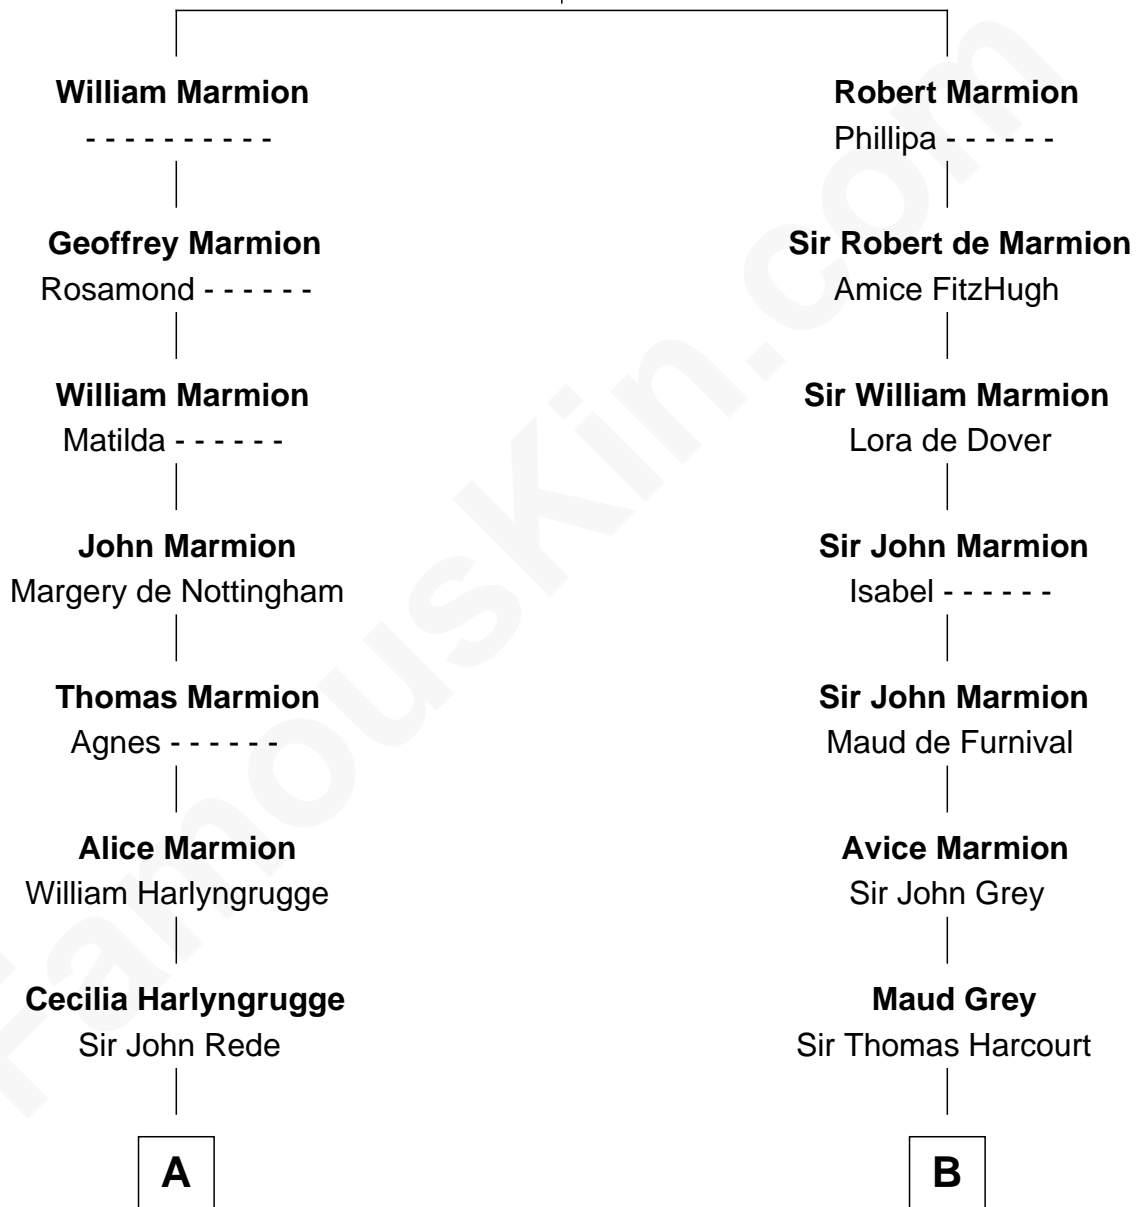 William Marmion
- - - - - - - - - -
Geoffrey Marmion
Rosamond - - - - - -
William Marmion
Matilda - - - - - -
John Marmion
Margery de Nottingham
Thomas Marmion
Agnes - - - - - -
Alice Marmion
William Harlyngrugge
Cecilia Harlyngrugge
Sir John Rede
A
Robert Marmion
Phillipa - - - - - -
Sir Robert de Marmion
Amice FitzHugh
Sir William Marmion
Lora de Dover
Sir John Marmion
Isabel - - - - - -
Sir John Marmion
Maud de Furnival
Avice Marmion
Sir John Grey
Maud Grey
Sir Thomas Harcourt
B
FamousKin.com